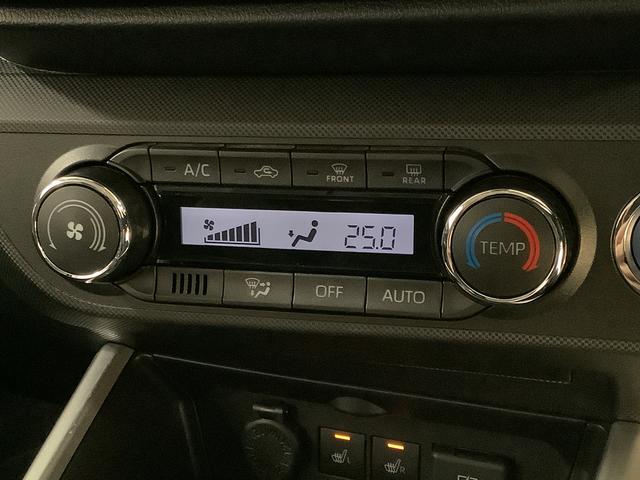 A/C
FRONT
REAR
25.0
TEMP
OFF
AUTO
L
R